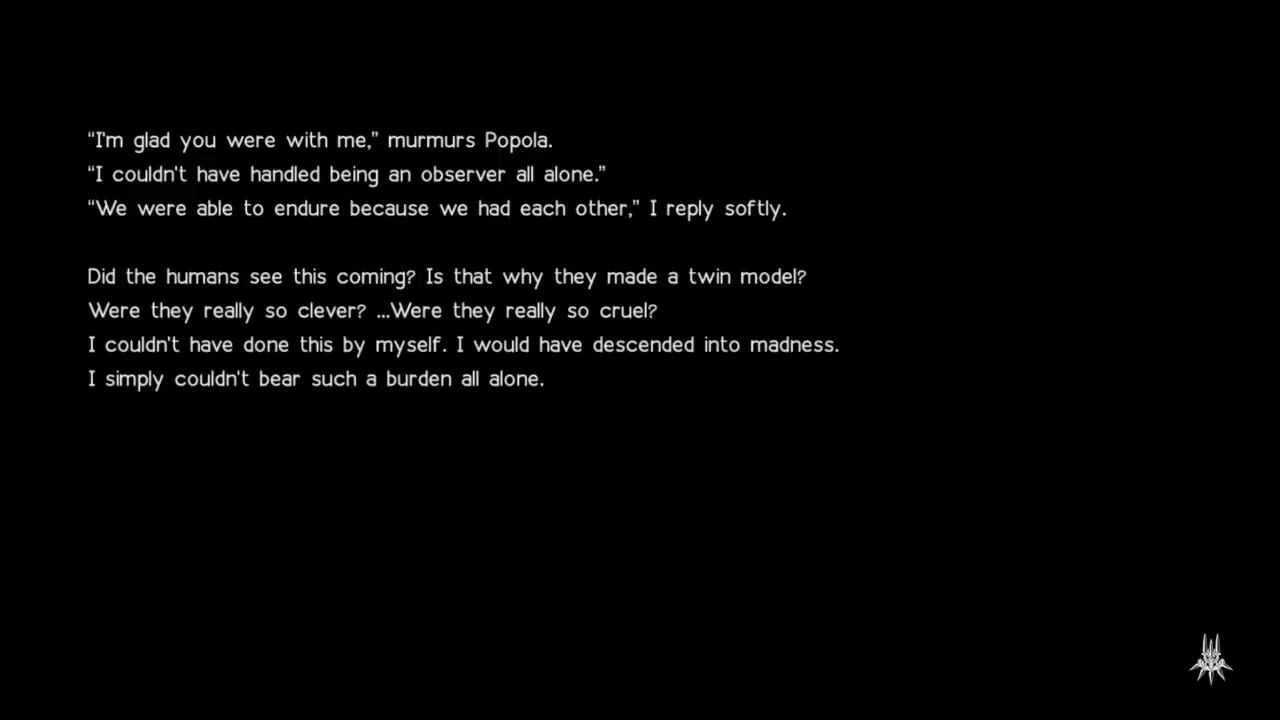 “I'm glad you were with me,” murmurs Popola.
“I couldn't have handled being an observer all alone.”
“We were able to endure because we had each other,” I reply softly.
Did the humans see this coming? Is that why they made a twin model?
Were they really so clever? ...Were they really so cruel?
I couldn't have done this by myself. I would have descended into madness.
I simply couldn't bear such a burden all alone.